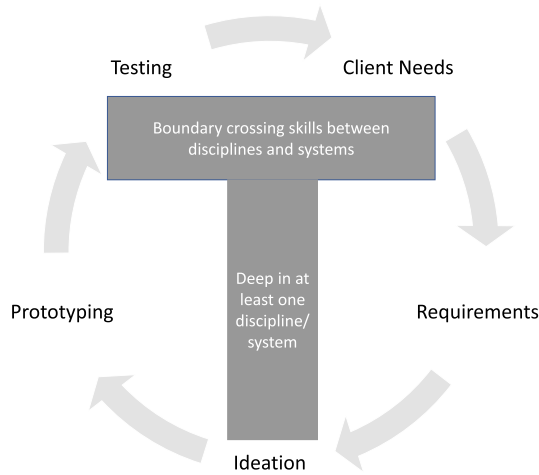 Testing
Client Needs
Boundary crossing skills between
disciplines and systems
Deep in at
least one
discipline/
system
Prototyping
Requirements
Ideation